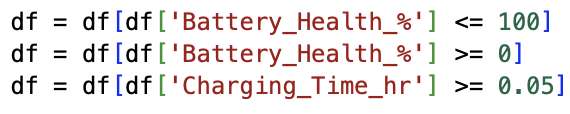 df = df[df['Battery_Health_%'] <= 100]
df = df[df['Battery_Health_%'] >= 0]
df = df[df['Charging_Time_hr'] >= 0.05]